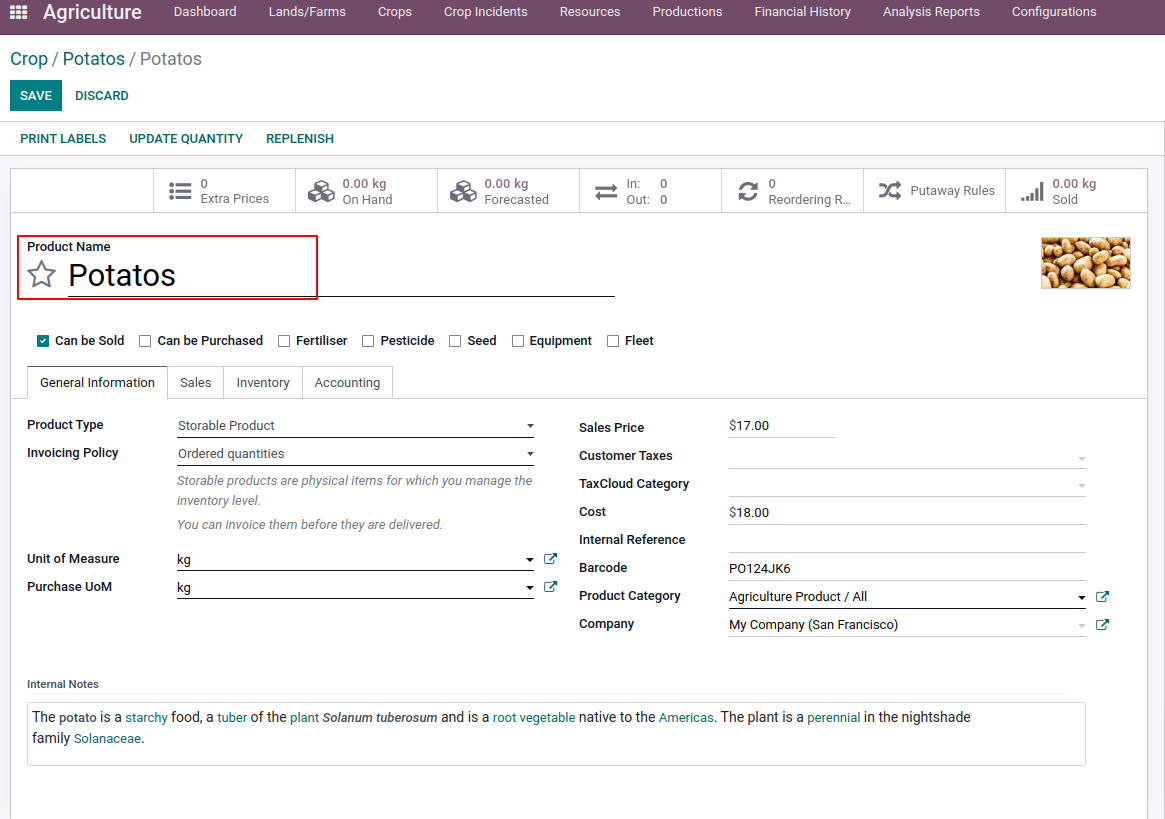 Agriculture Dashboard Lands/Farms Crops Crop Incidents Resources Productions Financial History Analysis Reports Configurations
Crop / Potatos / Potatos
SAVE DISCARD
PRINT LABELS UPDATE QUANTITY REPLENISH
0 0.00 kg 0.00 kg In: 0 0 Putaway Rules 0.00 kg
Extra Prices On Hand Forecasted Out: 0 Reordering R... Sold
Product Name
Potatos
Can be Sold Can be Purchased Fertiliser Pesticide Seed Equipment Fleet
General Information Sales Inventory Accounting
Product Type Storable Product Sales Price $17.00
Invoicing Policy Ordered quantities Customer Taxes
Storable products are physical items for which you manage the TaxCloud Category
inventory level.
You can invoice them before they are delivered. Cost $18.00
Internal Reference
Unit of Measure kg Barcode PO124JK6
Purchase UoM kg Product Category Agriculture Product / All
Company My Company (San Francisco)
Internal Notes
The potato is a starchy food, a tuber of the plant Solanum tuberosum and is a root vegetable native to the Americas. The plant is a perennial in the nightshade
family Solanaceae.